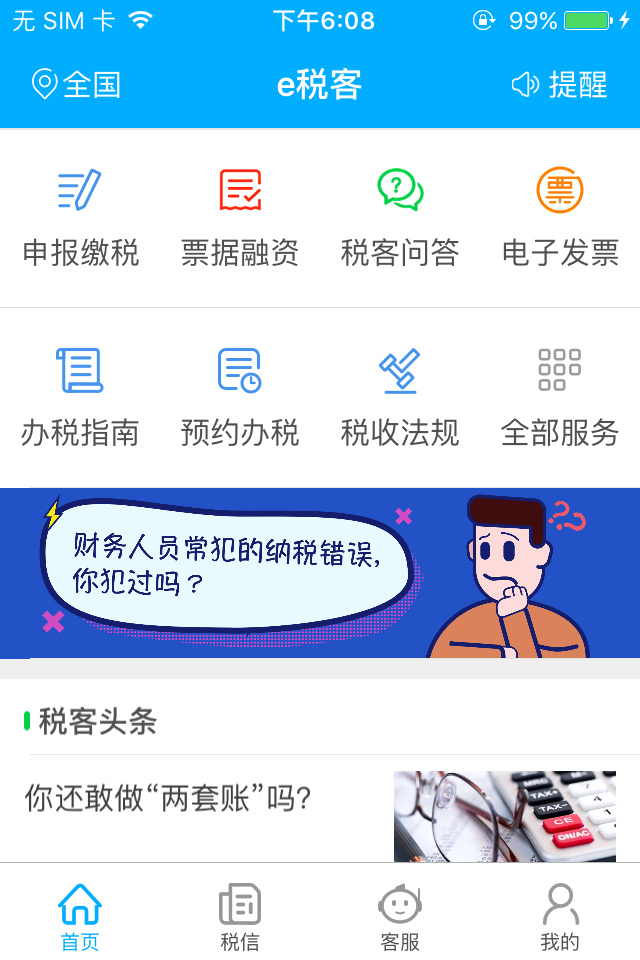 无 SIM 卡 下午6:08 99%
全国 e税客 提醒
申报缴税 票据融资 税客问答 电子发票
办税指南 预约办税 税收法规 全部服务
财务人员常犯的纳税错误,
你犯过吗?
税客头条
你还敢做“两套账”吗?
TAX+
TAX-
CE
ON/AC
7
4
1
首页 税信 客服 我的